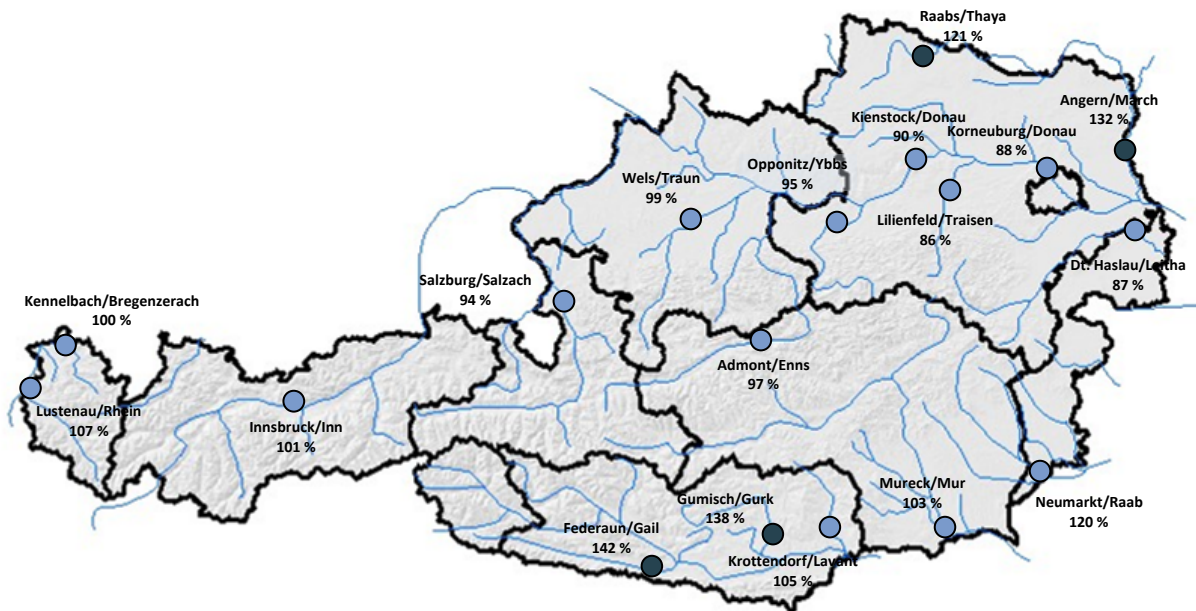 Raabs/Thaya
121 %
Angern/March
132 %
Kienstock/Donau
90 %
Korneuburg/Donau
88 %
Opponitz/Ybbs
95 %
Wels/Traun
99 %
Lilienfeld/Traisen
86 %
Dt. Haslau/Leitha
87 %
Salzburg/Salzach
94 %
Kennelbach/Bregenzerach
100 %
Admont/Enns
97 %
Lustenau/Rhein
107 %
Innsbruck/Inn
101 %
Mureck/Mur
103 %
Neumarkt/Raab
120 %
Gumisch/Gurk
138 %
Federaun/Gail
142 %
Krottendorf/Lavant
105 %